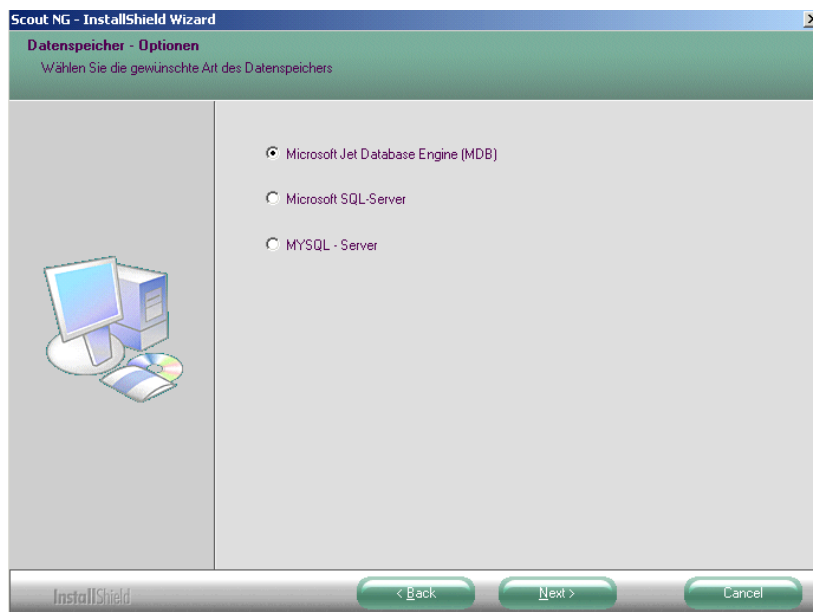 Scout NG - InstallShield Wizard
Datenspeicher - Optionen
Wählen Sie die gewünschte Art des Datenspeichers
Microsoft Jet Database Engine (MDB)
Microsoft SQL-Server
MYSQL - Server
InstallShield
< Back
Next >
Cancel